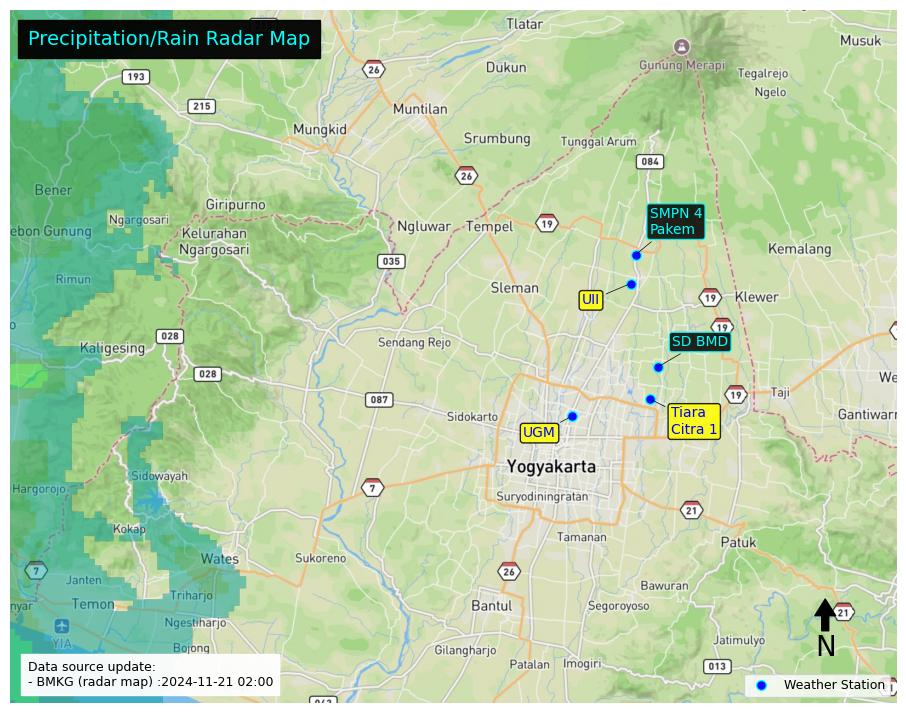 Precipitation/Rain Radar Map
Tlatar
Musuk
26
193
Dukun
Gunung Merapi
Tegalrejo
Ngelo
215
Muntilan
Mungkid
Srumbung
Tunggal Arum
084
26
Bener
Giripurno
Ngargosari
SMPN 4
Pakem
ebon Gunung
Kelurahan
Ngargosari
Ngluwar
Tempel
19
Kemalang
035
Rimun
Sleman
UII
19
Klewer
19
028
Kaligesing
Sendang Rejo
SD BMD
028
We
087
19
Taji
Sidokarto
Tiara
Citra 1
Gantiwarn
UGM
Yogyakarta
Sidowayah
Hargorojo
7
Suryodiningratan
21
Kokap
Tamanan
Patuk
Wates
Sukoreno
7
26
Janten
Bawuran
nyar
Temon
Triharjo
Bantul
Segoroyoso
21
Ngestiharjo
YIA
N
Bojong
Gilangharjo
Jatimulyo
Patalan
Imogiri
013
Data source update:
- BMKG (radar map) :2024-11-21 02:00
Weather Station